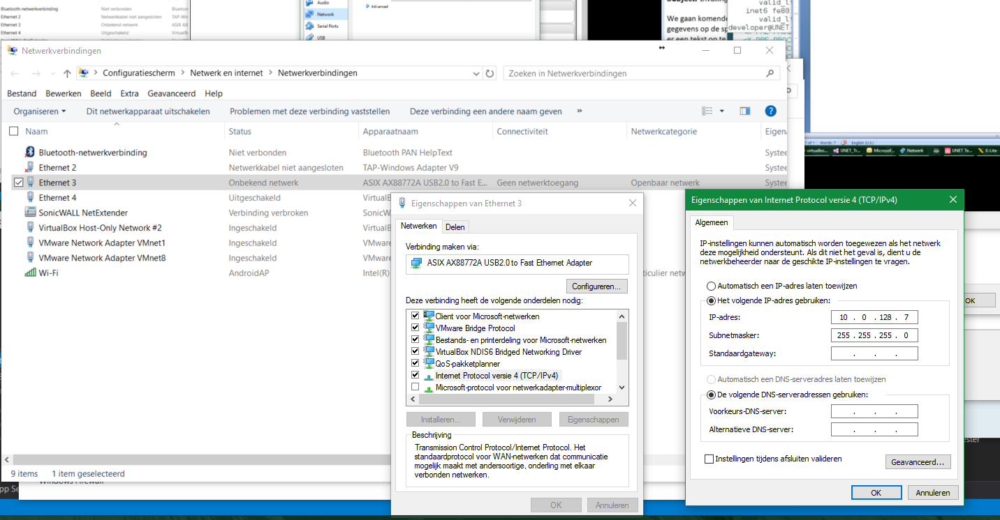 Bluetooth-netwerkverbinding Niet verbonden
Ethernet 2 Netwerkkabel niet aangesloten TAP-Win
Ethernet 3 Onbekend netwerk ASIX AX
Ethernet 4 Uitgeschakeld VirtualB
Audio
Network
Serial Ports
USB
Advanced
We gaan komende
gegevens op de sp
er een tekst op te
valid_lf
inet6 fe80
valid_lf
developer@UNET
Netwerkverbindingen
Configuratiescherm > Netwerk en internet > Netwerkverbindingen
Zoeken in Netwerkverbindingen
Bestand Bewerken Beeld Extra Geavanceerd Help
Organiseren Dit netwerkapparaat uitschakelen Problemen met deze verbinding vaststellen Deze verbinding een andere naam geven »
Naam Status Apparaatnaam Connectiviteit Netwerkcategorie Eigen
Bluetooth-netwerkverbinding Niet verbonden Bluetooth PAN HelpText Systee
Ethernet 2 Netwerkkabel niet aangesloten TAP-Windows Adapter V9 Systee
Ethernet 3 Onbekend netwerk ASIX AX88772A USB2.0 to Fast E... Geen netwerktoegang Openbaar netwerk Systee
Ethernet 4 Uitgeschakeld VirtualB
SonicWALL NetExtender Verbinding verbroken SonicW
VirtualBox Host-Only Network #2 Ingeschakeld VirtualB
VMware Network Adapter VMnet1 Ingeschakeld VMware
VMware Network Adapter VMnet8 Ingeschakeld VMware
Wi-Fi AndroidAP Intel(R) ticulier netw
9 items 1 item geselecteerd
Windows Firewall
pp Se
Eigenschappen van Ethernet 3
Netwerken Delen
Verbinding maken via:
ASIX AX88772A USB2.0 to Fast Ethernet Adapter
Configureren...
Deze verbinding heeft de volgende onderdelen nodig:
Client voor Microsoft-netwerken
VMware Bridge Protocol
Bestands- en printerdeling voor Microsoft-netwerken
VirtualBox NDIS6 Bridged Networking Driver
QoS-pakketplanner
Internet Protocol versie 4 (TCP/IPv4)
Microsoft-protocol voor netwerkadapter-multiplexor
Installeren... Verwijderen Eigenschappen
Beschrijving
Transmission Control Protocol/Internet Protocol. Het
standaardprotocol voor WAN-netwerken dat communicatie
mogelijk maakt met andersoortige, onderling met elkaar
verbonden netwerken.
OK Annuleren
Words: 7 English (U.S.)
virtualbo... UNET_Tr... Microsof... Netwerk UNET Te... X-Lite
Eigenschappen van Internet Protocol versie 4 (TCP/IPv4)
Algemeen
IP-instellingen kunnen automatisch worden toegewezen als het netwerk
deze mogelijkheid ondersteunt. Als dit niet het geval is, dient u de
netwerkbeheerder naar de geschikte IP-instellingen te vragen.
Automatisch een IP-adres laten toewijzen
Het volgende IP-adres gebruiken:
IP-adres: 10 . 0 . 128 . 7
Subnetmasker: 255 . 255 . 255 . 0
Standaardgateway: . . .
Automatisch een DNS-serveradres laten toewijzen
De volgende DNS-serveradressen gebruiken:
Voorkeurs-DNS-server: . . .
Alternatieve DNS-server: . . .
Instellingen tijdens afsluiten valideren
Geavanceerd...
OK Annuleren
OK
ester